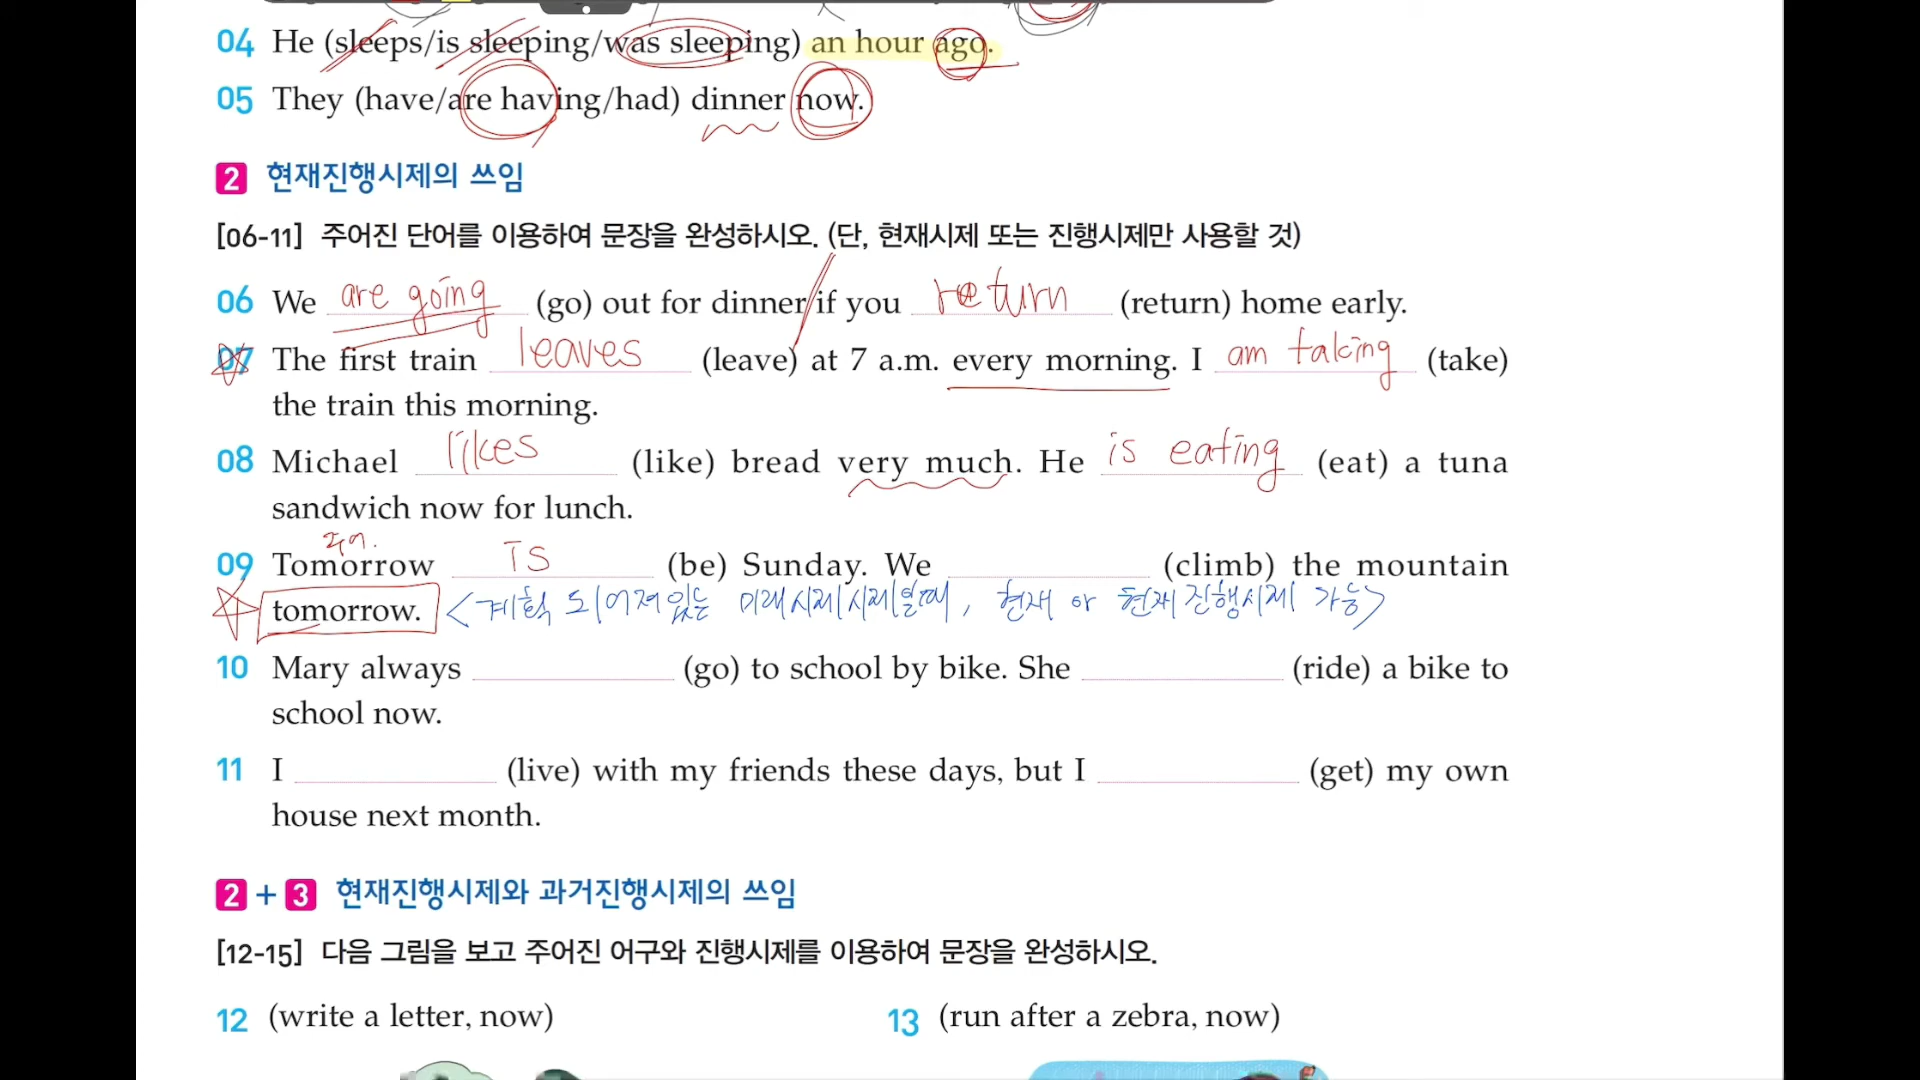 04 He (sleeps/is sleeping/was sleeping) an hour ago.
05 They (have/are having/had) dinner now.
2 현재진행시제의 쓰임
[06-11] 주어진 단어를 이용하여 문장을 완성하시오. (단, 현재시제 또는 진행시제만 사용할 것)
06 We are going (go) out for dinner if you return (return) home early.
07 The first train leaves (leave) at 7 a.m. every morning. I am taking (take)
the train this morning.
08 Michael likes (like) bread very much. He is eating (eat) a tuna
sandwich now for lunch.
주어.
09 Tomorrow is (be) Sunday. We (climb) the mountain
tomorrow. <계획 되어져있는 미래시제시제일때, 현재 or 현재진행시제 가능>
10 Mary always (go) to school by bike. She (ride) a bike to
school now.
11 I (live) with my friends these days, but I (get) my own
house next month.
2 + 3 현재진행시제와 과거진행시제의 쓰임
[12-15] 다음 그림을 보고 주어진 어구와 진행시제를 이용하여 문장을 완성하시오.
12 (write a letter, now)
13 (run after a zebra, now)